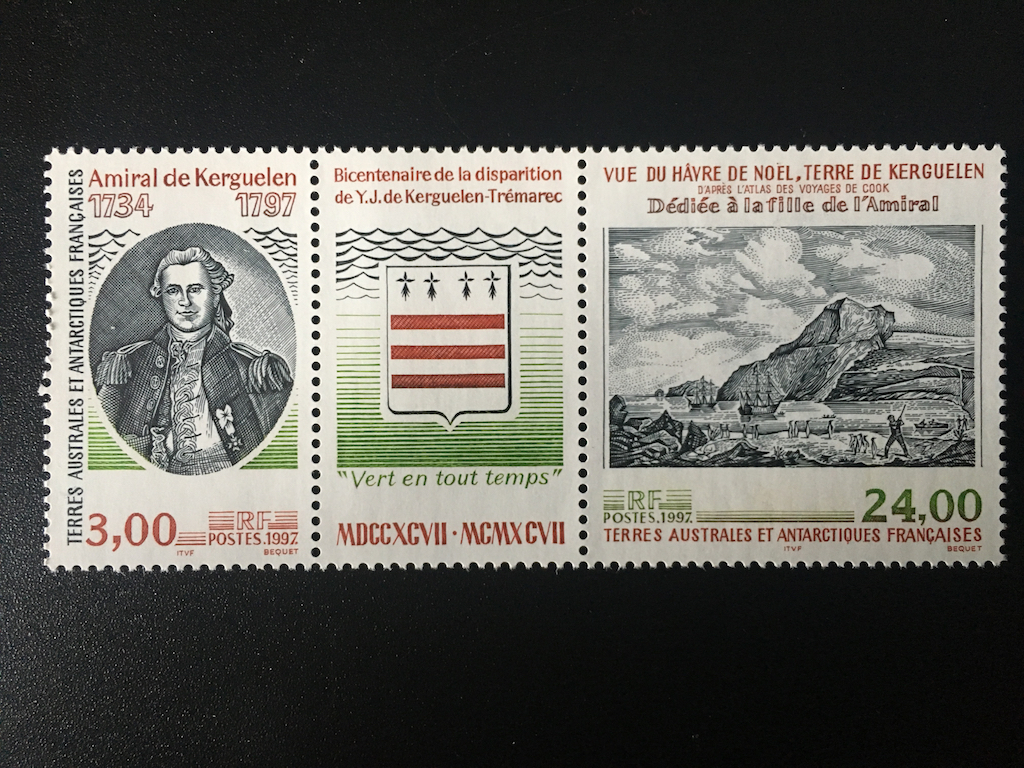 TERRES AUSTRALES ET ANTARCTIQUES FRANÇAISES
Amiral de Kerguelen
1734 1797
3,00
RF
POSTES.1997
ITVF BEQUET
Bicentenaire de la disparition
de Y.J. de Kerguelen-Trémarec
"Vert en tout temps"
MDCCXCVII · MCMXCVII
VUE DU HÂVRE DE NOËL, TERRE DE KERGUELEN
D'APRÈS L'ATLAS DES VOYAGES DE COOK
Dédiée à la fille de l'Amiral
RF
POSTES.1997
24,00
TERRES AUSTRALES ET ANTARCTIQUES FRANÇAISES
ITVF BEQUET